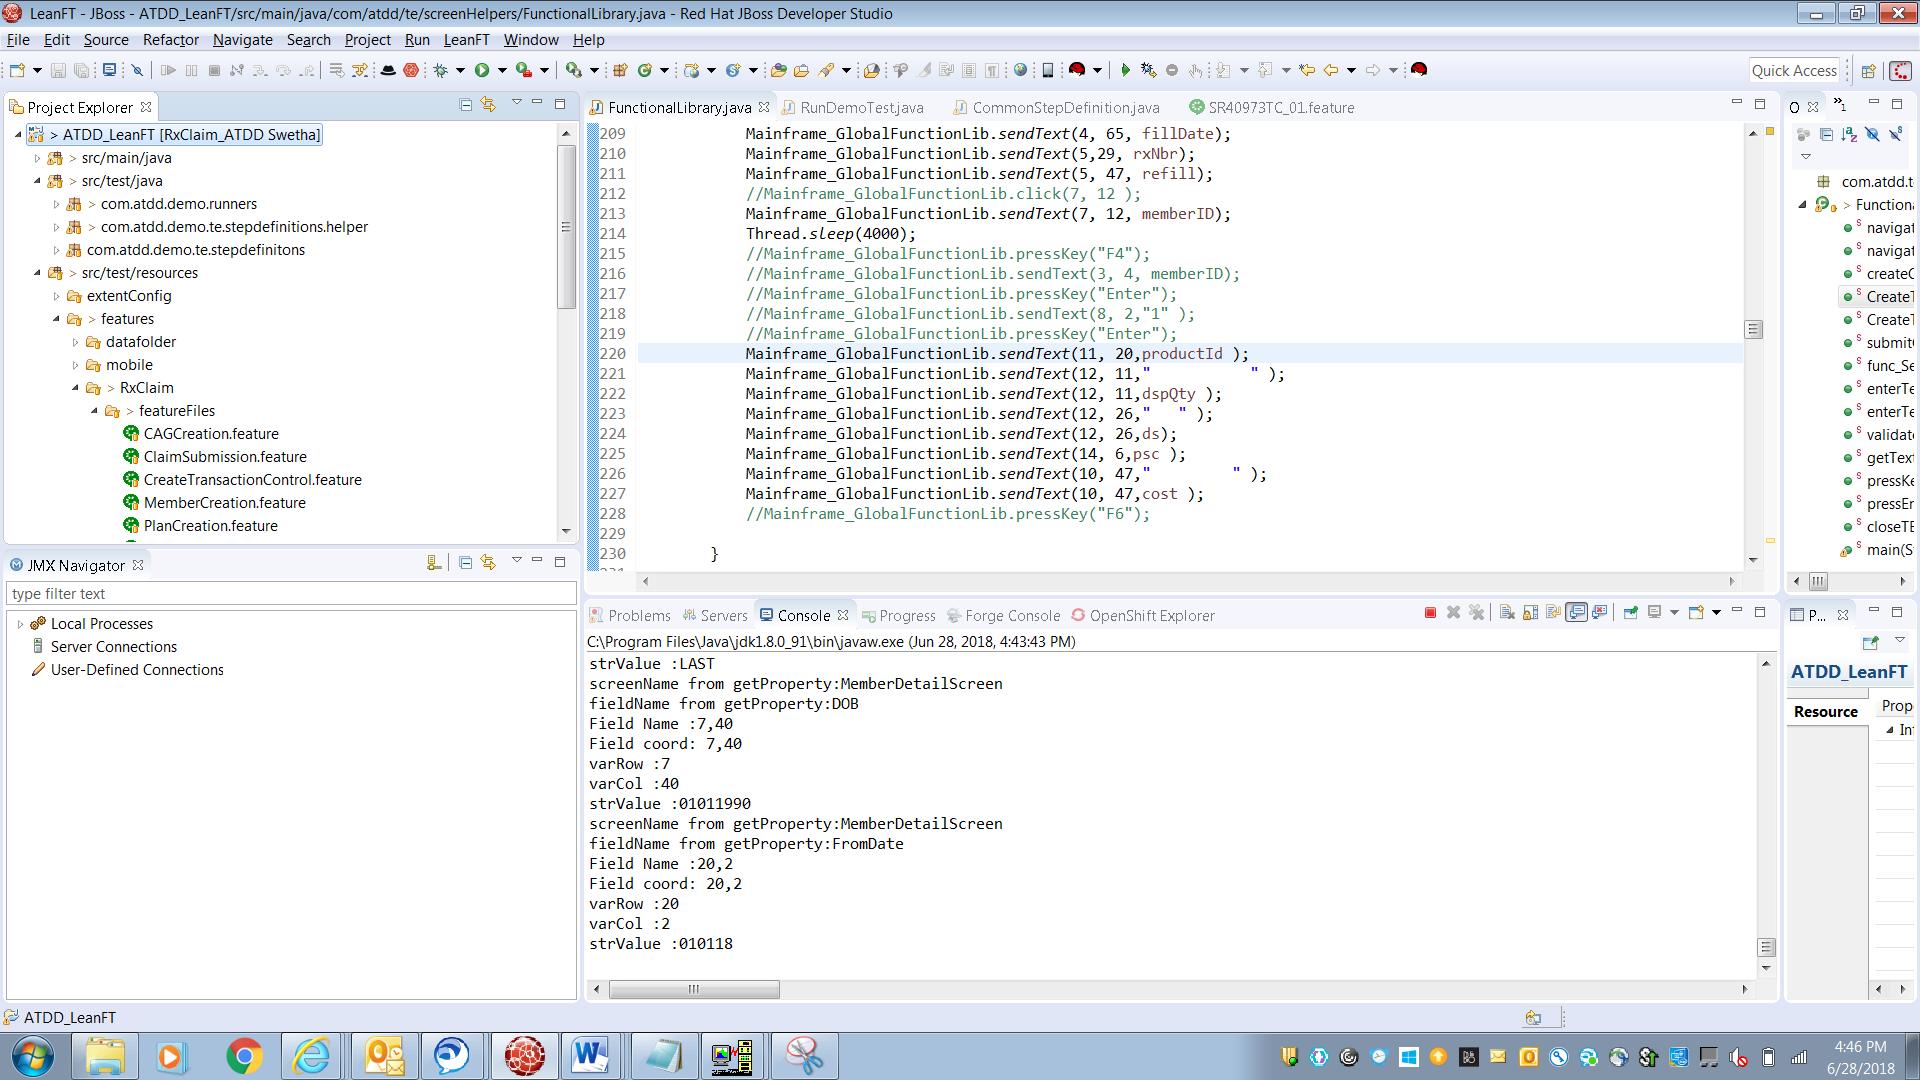 LeanFT - JBoss - ATDD_LeanFT/src/main/java/com/atdd/te/screenHelpers/FunctionalLibrary.java - Red Hat JBoss Developer Studio
File Edit Source Refactor Navigate Search Project Run LeanFT Window Help
Quick Access
Project Explorer
> ATDD_LeanFT [RxClaim_ATDD Swetha]
> src/main/java
> src/test/java
> com.atdd.demo.runners
> com.atdd.demo.te.stepdefinitions.helper
com.atdd.demo.te.stepdefinitons
> src/test/resources
extentConfig
> features
datafolder
mobile
> RxClaim
> featureFiles
CAGCreation.feature
ClaimSubmission.feature
CreateTransactionControl.feature
MemberCreation.feature
PlanCreation.feature
JMX Navigator
type filter text
Local Processes
Server Connections
User-Defined Connections
FunctionalLibrary.java RunDemoTest.java CommonStepDefinition.java SR40973TC_01.feature
209 Mainframe_GlobalFunctionLib.sendText(4, 65, fillDate);
210 Mainframe_GlobalFunctionLib.sendText(5,29, rxNbr);
211 Mainframe_GlobalFunctionLib.sendText(5, 47, refill);
212 //Mainframe_GlobalFunctionLib.click(7, 12 );
213 Mainframe_GlobalFunctionLib.sendText(7, 12, memberID);
214 Thread.sleep(4000);
215 //Mainframe_GlobalFunctionLib.pressKey("F4");
216 //Mainframe_GlobalFunctionLib.sendText(3, 4, memberID);
217 //Mainframe_GlobalFunctionLib.pressKey("Enter");
218 //Mainframe_GlobalFunctionLib.sendText(8, 2,"1" );
219 //Mainframe_GlobalFunctionLib.pressKey("Enter");
220 Mainframe_GlobalFunctionLib.sendText(11, 20,productId );
221 Mainframe_GlobalFunctionLib.sendText(12, 11,"           " );
222 Mainframe_GlobalFunctionLib.sendText(12, 11,dspQty );
223 Mainframe_GlobalFunctionLib.sendText(12, 26,"   " );
224 Mainframe_GlobalFunctionLib.sendText(12, 26,ds);
225 Mainframe_GlobalFunctionLib.sendText(14, 6,psc );
226 Mainframe_GlobalFunctionLib.sendText(10, 47,"         " );
227 Mainframe_GlobalFunctionLib.sendText(10, 47,cost );
228 //Mainframe_GlobalFunctionLib.pressKey("F6");
229
230 }
Problems Servers Console Progress Forge Console OpenShift Explorer
C:\Program Files\Java\jdk1.8.0_91\bin\javaw.exe (Jun 28, 2018, 4:43:43 PM)
strValue :LAST
screenName from getProperty:MemberDetailScreen
fieldName from getProperty:DOB
Field Name :7,40
Field coord: 7,40
varRow :7
varCol :40
strValue :01011990
screenName from getProperty:MemberDetailScreen
fieldName from getProperty:FromDate
Field Name :20,2
Field coord: 20,2
varRow :20
varCol :2
strValue :010118
O »1
com.atdd.t
> Functiona
S navigat
S navigat
S createC
S CreateT
S CreateT
S submitC
S func_Se
S enterTe
S enterTe
S validate
S getText
S pressKe
S pressEr
S closeTE
S main(S
P...
ATDD_LeanFT
Resource
Prop
Inf
ATDD_LeanFT
4:46 PM
6/28/2018